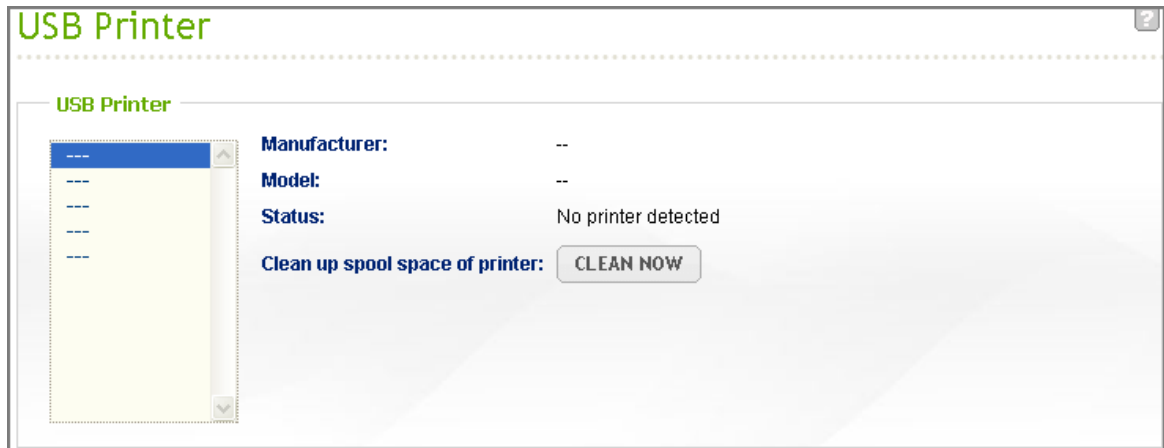 USB Printer
?
USB Printer
---
---
---
---
---
Manufacturer: --
Model: --
Status: No printer detected
Clean up spool space of printer: CLEAN NOW